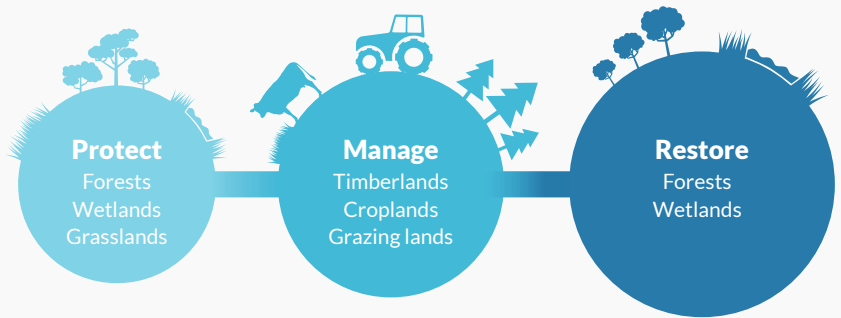 Protect
Forests
Wetlands
Grasslands
Manage
Timberlands
Croplands
Grazing lands
Restore
Forests
Wetlands